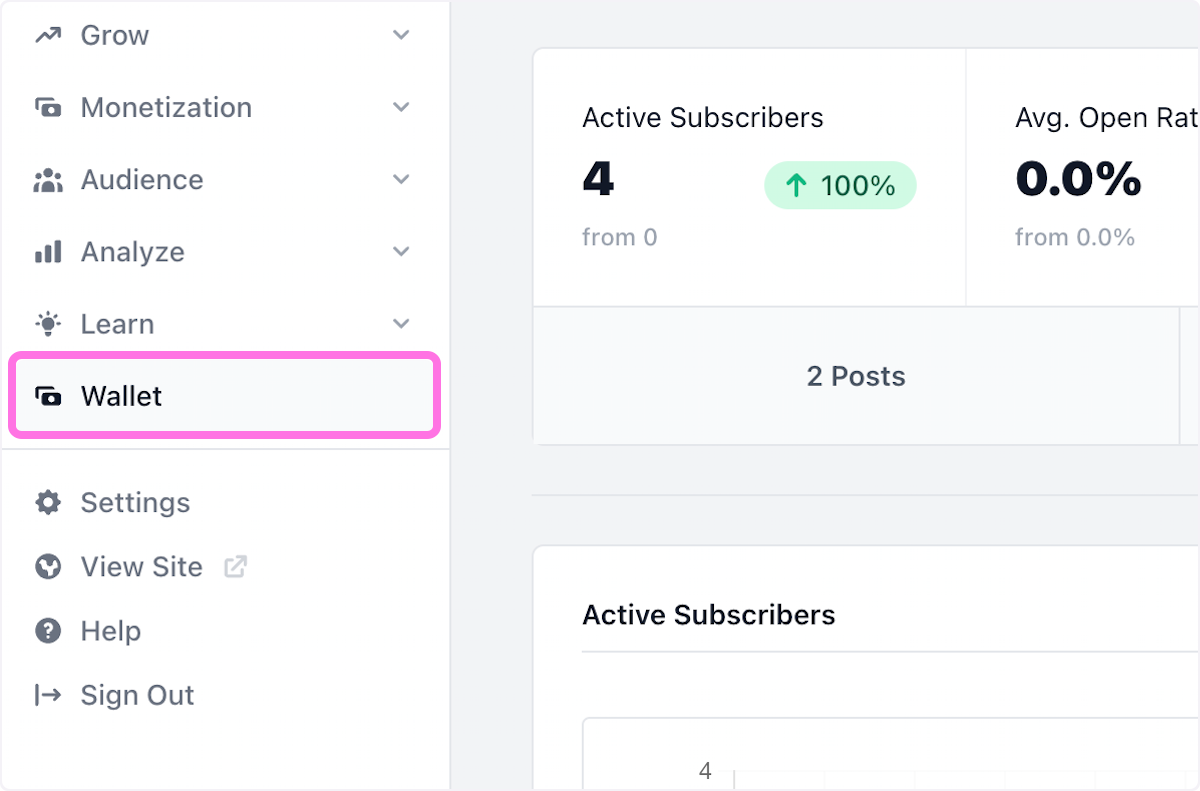 Grow
Monetization
Audience
Analyze
Learn
Wallet
Settings
View Site
Help
Sign Out
Active Subscribers
4
100%
from 0
Avg. Open Rat
0.0%
from 0.0%
2 Posts
Active Subscribers
4